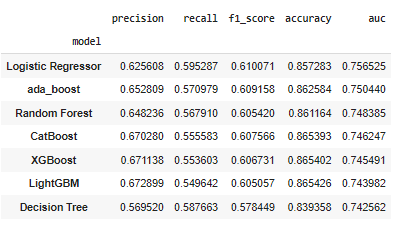 precision recall f1_score accuracy auc
model
Logistic Regressor 0.625608 0.595287 0.610071 0.857283 0.756525
ada_boost 0.652809 0.570979 0.609158 0.862584 0.750440
Random Forest 0.648236 0.567910 0.605420 0.861164 0.748385
CatBoost 0.670280 0.555583 0.607566 0.865393 0.746247
XGBoost 0.671138 0.553603 0.606731 0.865402 0.745491
LightGBM 0.672899 0.549642 0.605057 0.865426 0.743982
Decision Tree 0.569520 0.587663 0.578449 0.839358 0.742562